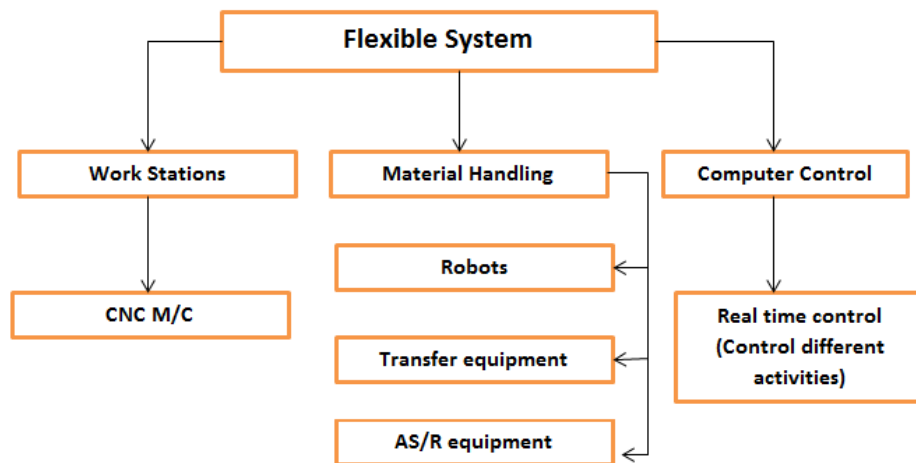 Flexible System
Work Stations
Material Handling
Computer Control
Robots
CNC M/C
Real time control
(Control different
activities)
Transfer equipment
AS/R equipment